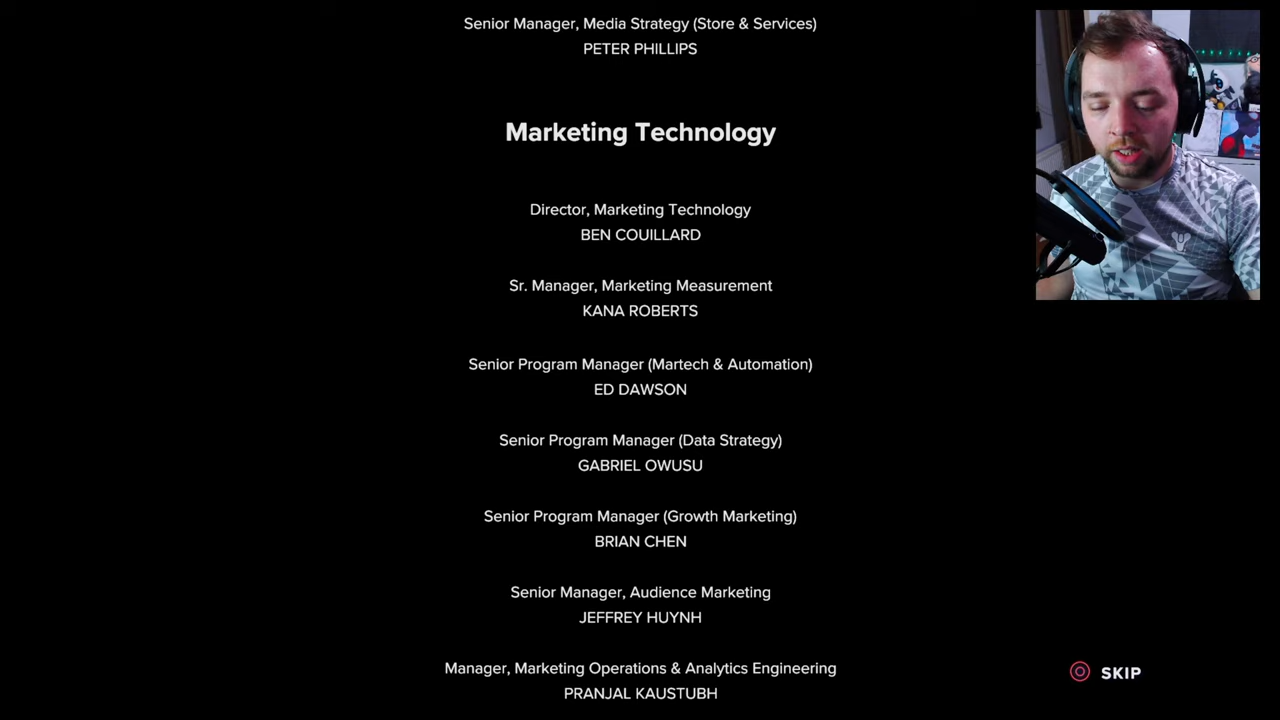 Senior Manager, Media Strategy (Store & Services)
PETER PHILLIPS
Marketing Technology
Director, Marketing Technology
BEN COUILLARD
Sr. Manager, Marketing Measurement
KANA ROBERTS
Senior Program Manager (Martech & Automation)
ED DAWSON
Senior Program Manager (Data Strategy)
GABRIEL OWUSU
Senior Program Manager (Growth Marketing)
BRIAN CHEN
Senior Manager, Audience Marketing
JEFFREY HUYNH
Manager, Marketing Operations & Analytics Engineering
PRANJAL KAUSTUBH
SKIP